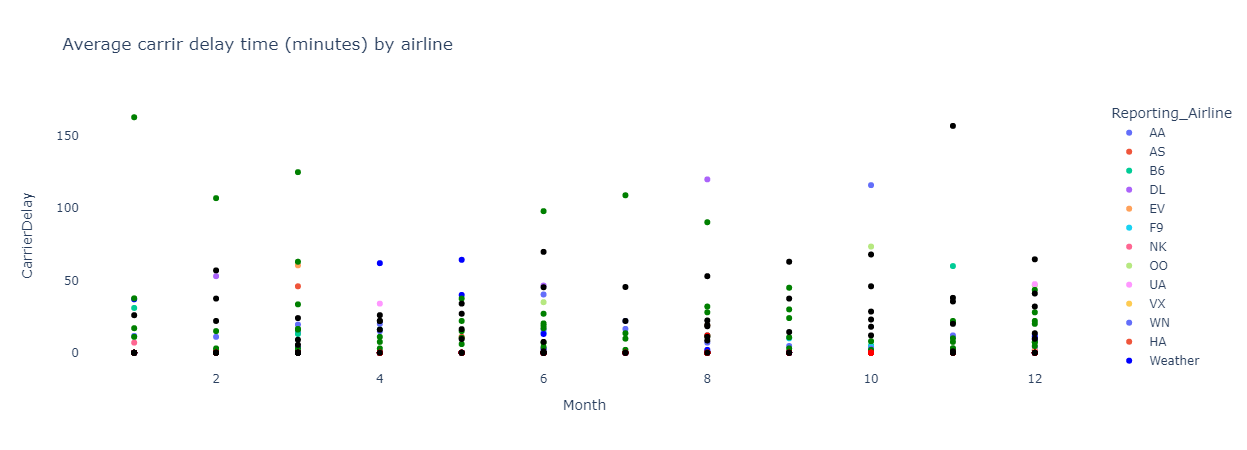 Average carrir delay time (minutes) by airline
Reporting_Airline
AA
AS
B6
DL
EV
F9
NK
OO
UA
VX
WN
HA
Weather
CarrierDelay
150
100
50
0
2
4
6
8
10
12
Month